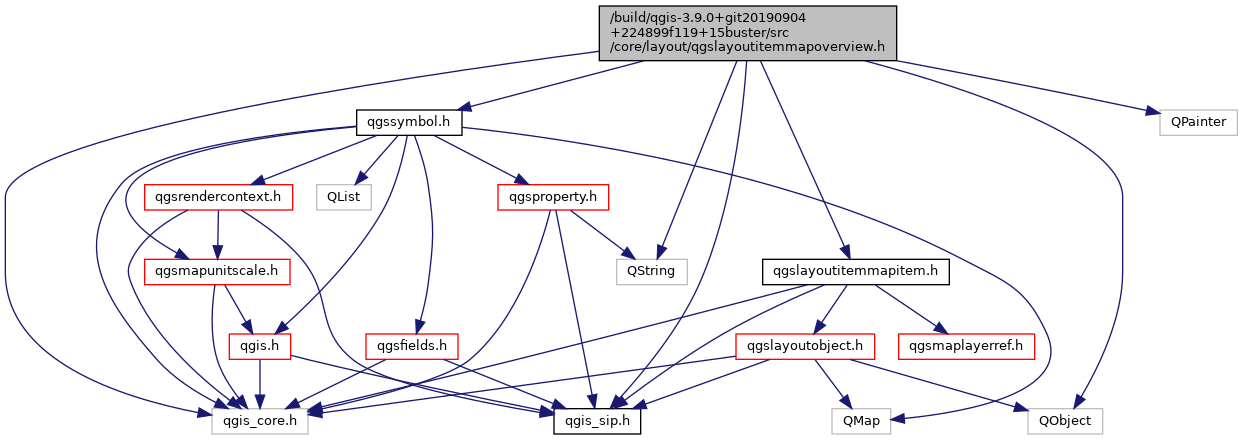 /build/qgis-3.9.0+git20190904
+224899f119+15buster/src
/core/layout/qgslayoutitemmapoverview.h
qgssymbol.h
QPainter
qgsrendercontext.h
QList
qgsproperty.h
qgsmapunitscale.h
QString
qgslayoutitemmapitem.h
qgis.h
qgsfields.h
qgslayoutobject.h
qgsmaplayerref.h
qgis_core.h
qgis_sip.h
QMap
QObject